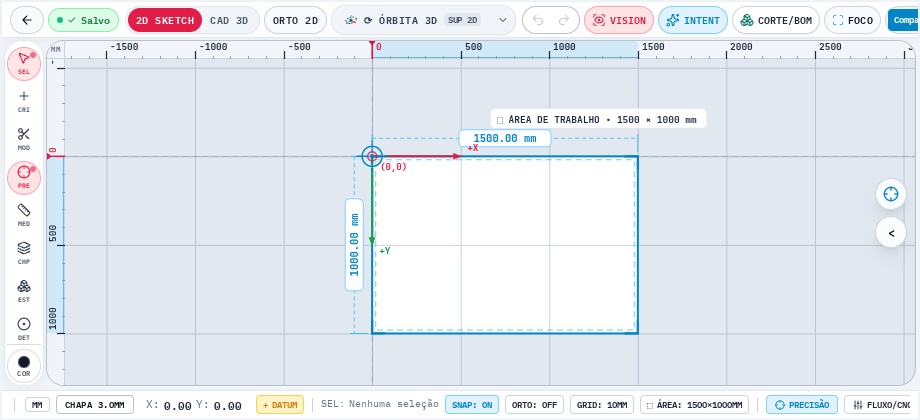 ✓ Salvo 2D SKETCH CAD 3D ORTO 2D ⟳ ÓRBITA 3D SUP 2D VISION INTENT CORTE/BOM FOCO Compa
MM -1500 -1000 -500 0 500 1000 1500 2000 2500
SEL
CRI
MOD
PRE
MED
CHP
EST
DET
COR
0
500
1000
ÁREA DE TRABALHO • 1500 × 1000 mm
1500.00 mm
+X
(0,0)
1000.00 mm
+Y
<
MM CHAPA 3.0MM X: 0.00 Y: 0.00 + DATUM SEL: Nenhuma seleção SNAP: ON ORTO: OFF GRID: 10MM ÁREA: 1500×1000MM PRECISÃO FLUXO/CNC